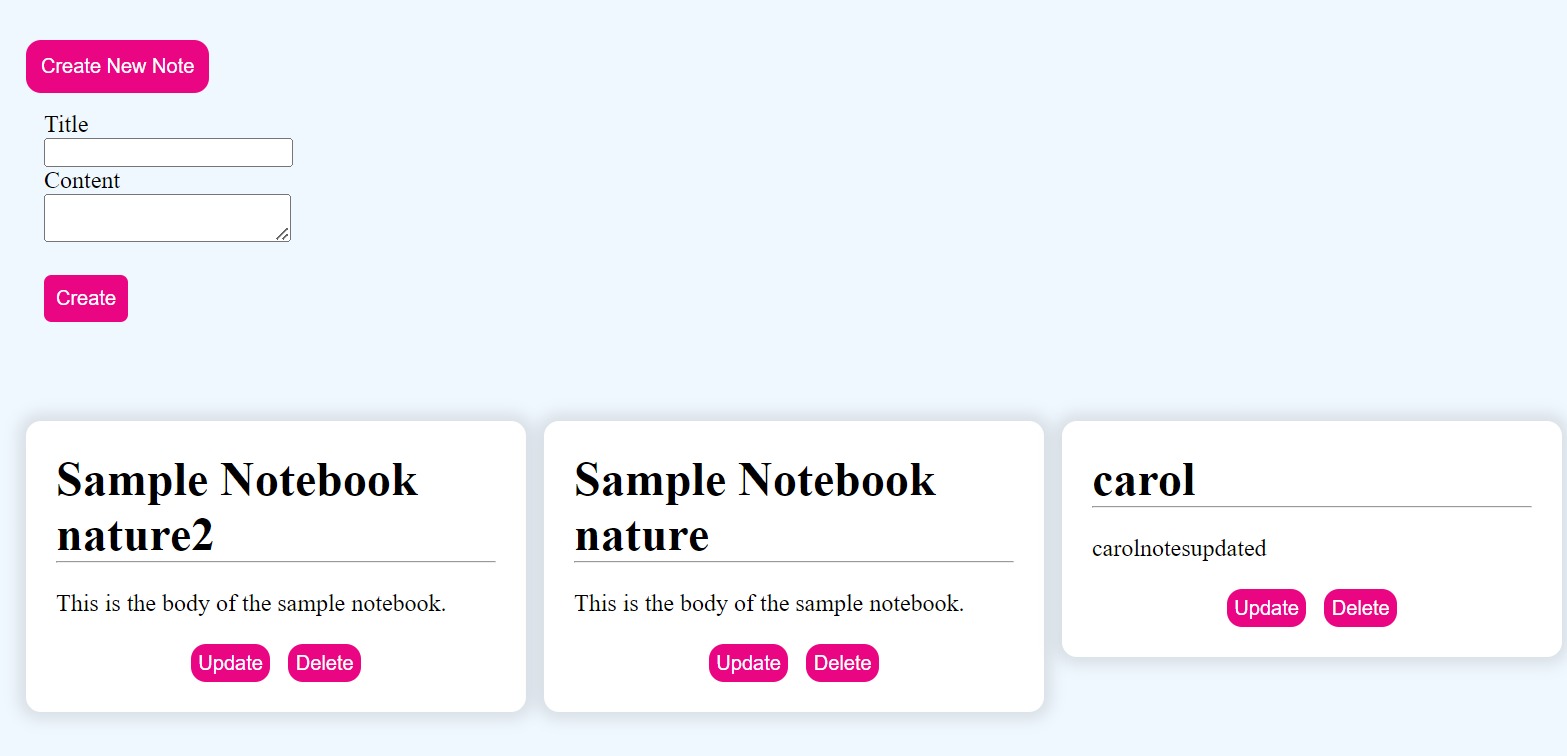 Create New Note
Title
Content
Create
Sample Notebook
nature2
This is the body of the sample notebook.
Update Delete
Sample Notebook
nature
This is the body of the sample notebook.
Update Delete
carol
carolnotesupdated
Update Delete